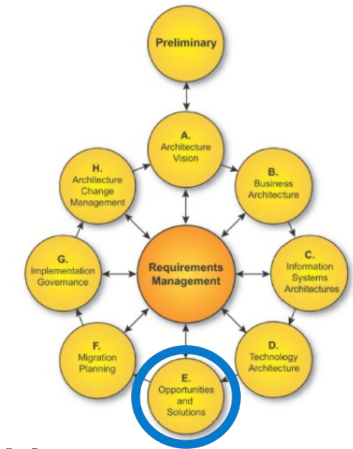 Preliminary
A.
Architecture
Vision
B.
Business
Architecture
C.
Information
Systems
Architectures
D.
Technology
Architecture
E.
Opportunities
and
Solutions
F.
Migration
Planning
G.
Implementation
Governance
H.
Architecture
Change
Management
Requirements
Management